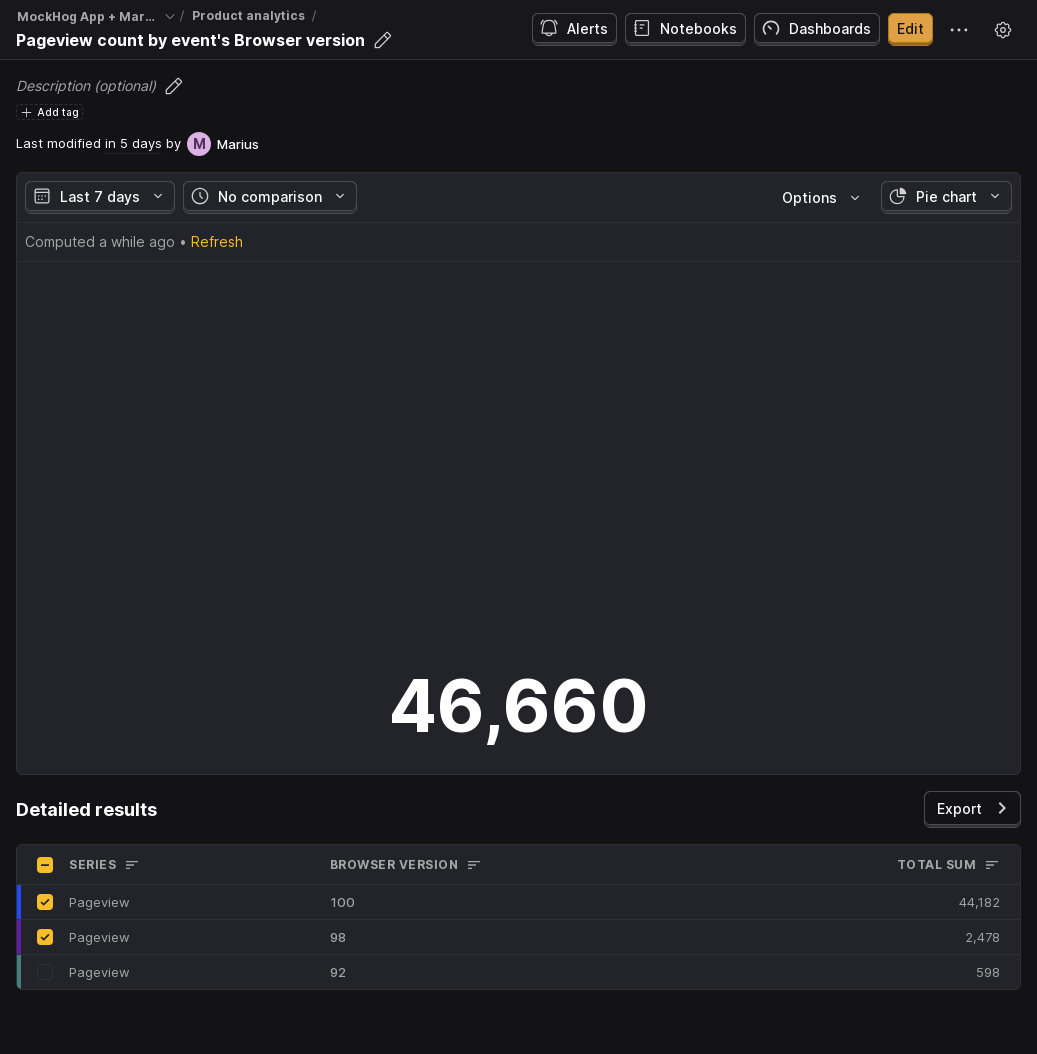 MockHog App + Mar... / Product analytics /
Pageview count by event's Browser version
Alerts Notebooks Dashboards Edit
Description (optional)
Add tag
Last modified in 5 days by M Marius
Last 7 days No comparison Options Pie chart
Computed a while ago • Refresh
46,660
Detailed results
Export
SERIES BROWSER VERSION TOTAL SUM
Pageview 100 44,182
Pageview 98 2,478
Pageview 92 598